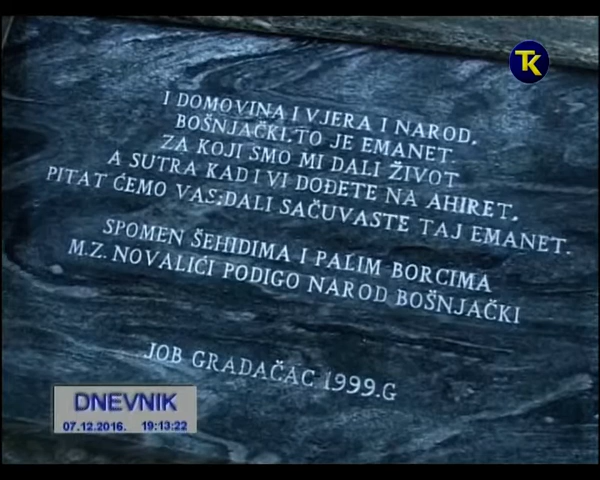 TK
I DOMOVINA I VJERA I NAROD.
BOŠNJAČKI.TO JE EMANET.
ZA KOJI SMO MI DALI ŽIVOT
A SUTRA KAD I VI DOĐETE NA AHIRET.
PITAT ĆEMO VAS:DALI SAČUVASTE TAJ EMANET.
SPOMEN ŠEHIDIMA I PALIM BORCIMA
M.Z. NOVALIĆI PODIGO NAROD BOŠNJAČKI
JOB GRADAČAC 1999.G
DNEVNIK
07.12.2016. 19:13:22